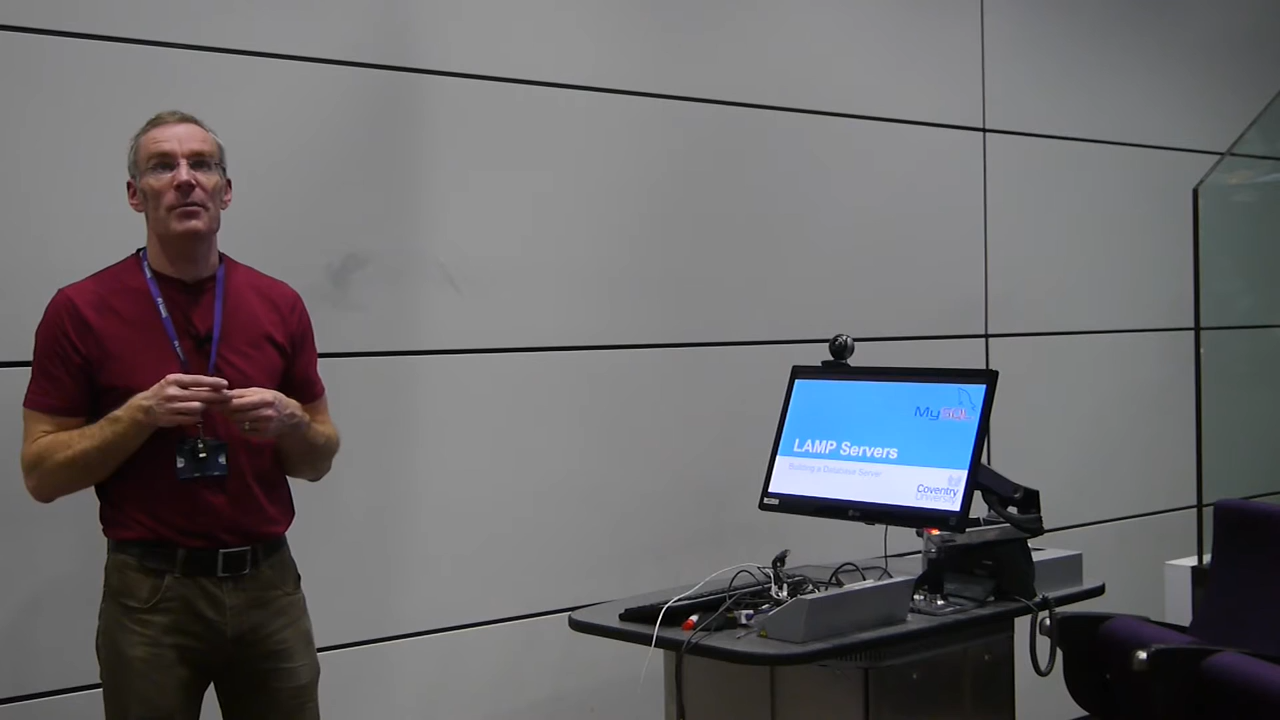 MySQL
LAMP Servers
Building a Database Server
Coventry
University